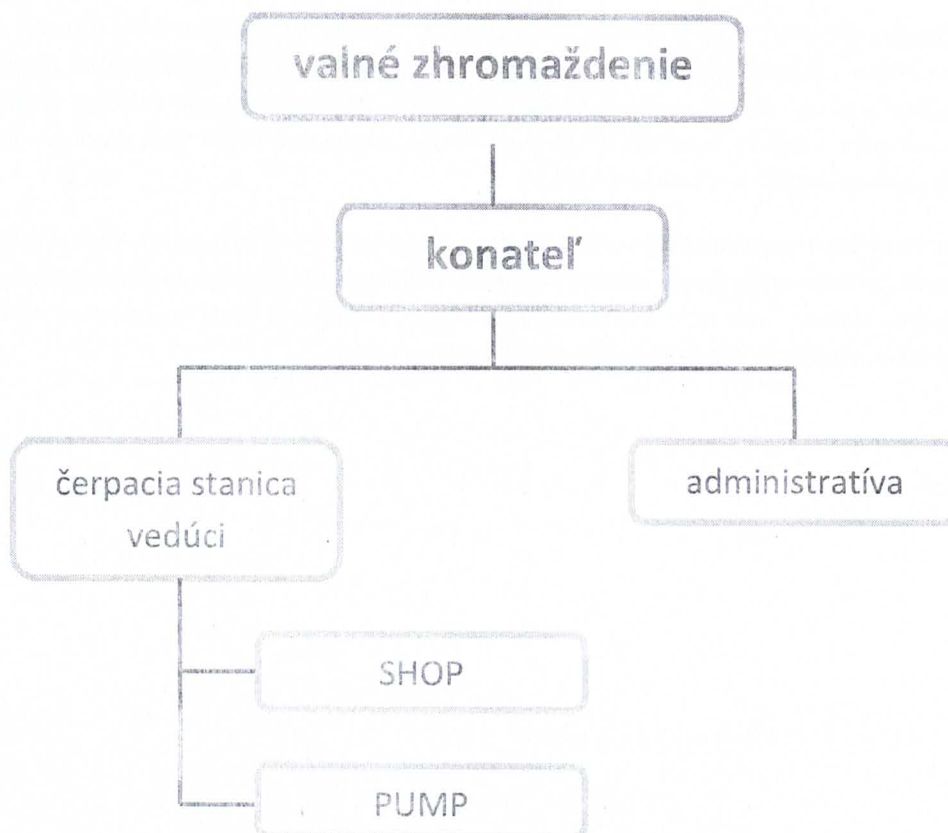 valné zhromaždenie
konateľ
čerpacia stanica
vedúci
administratíva
SHOP
PUMP